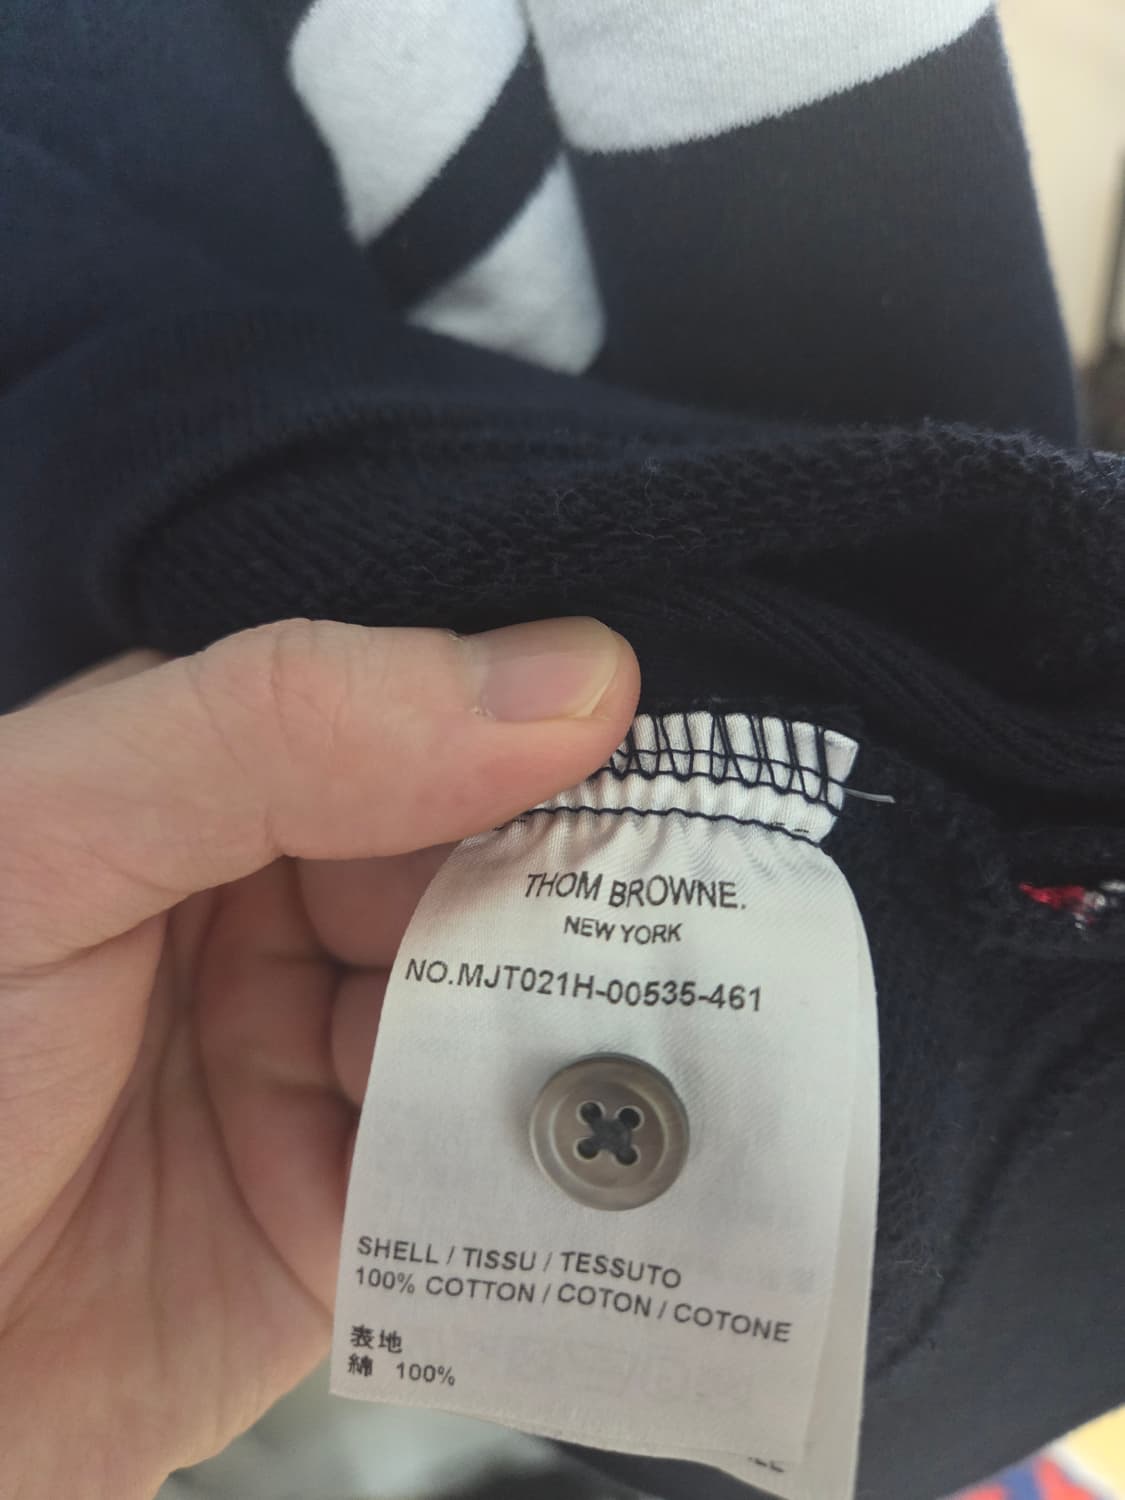 THOM BROWNE.
NEW YORK
NO.MJT021H-00535-461
SHELL / TISSU / TESSUTO
100% COTTON / COTON / COTONE
表地
綿 100%